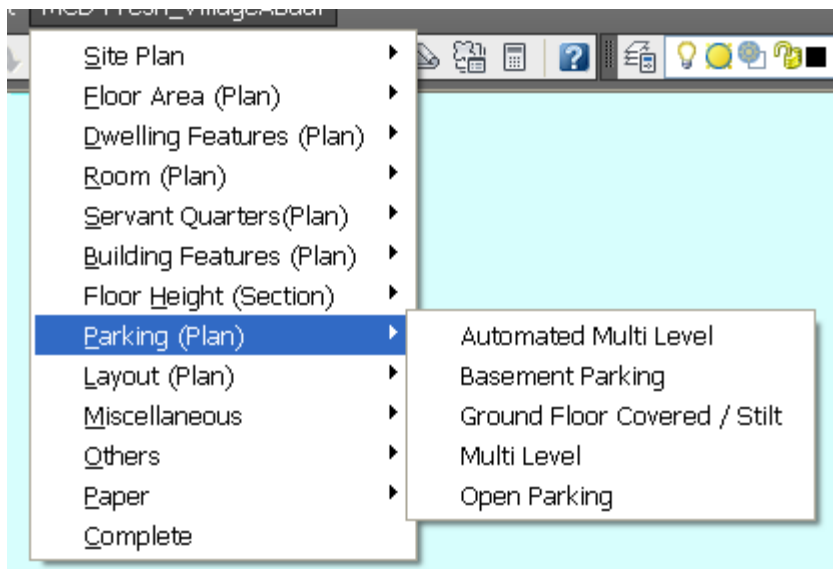 MCD Fresh_VillageAbadi
Site Plan
Floor Area (Plan)
Dwelling Features (Plan)
Room (Plan)
Servant Quarters(Plan)
Building Features (Plan)
Floor Height (Section)
Parking (Plan)
Layout (Plan)
Miscellaneous
Others
Paper
Complete
Automated Multi Level
Basement Parking
Ground Floor Covered / Stilt
Multi Level
Open Parking